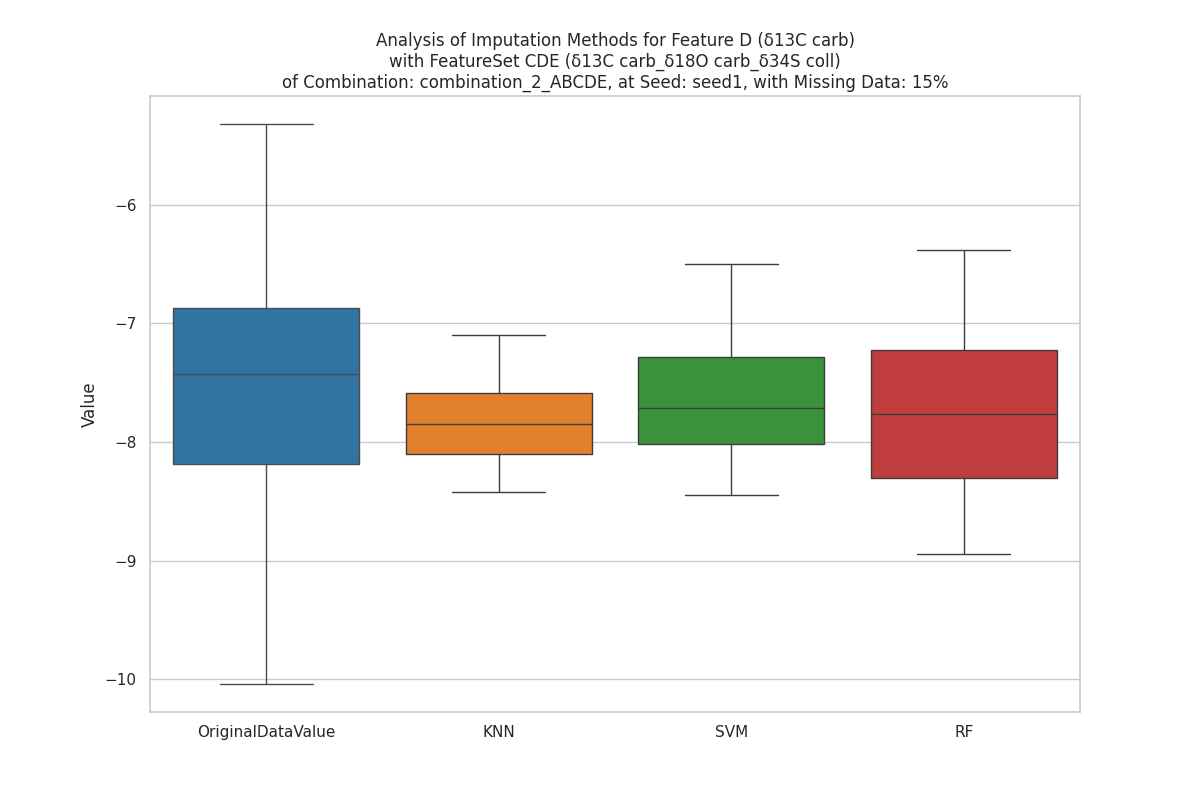 Analysis of Imputation Methods for Feature D (δ13C carb)
with FeatureSet CDE (δ13C carb_δ18O carb_δ34S coll)
of Combination: combination_2_ABCDE, at Seed: seed1, with Missing Data: 15%
Value
−6
−7
−8
−9
−10
OriginalDataValue
KNN
SVM
RF